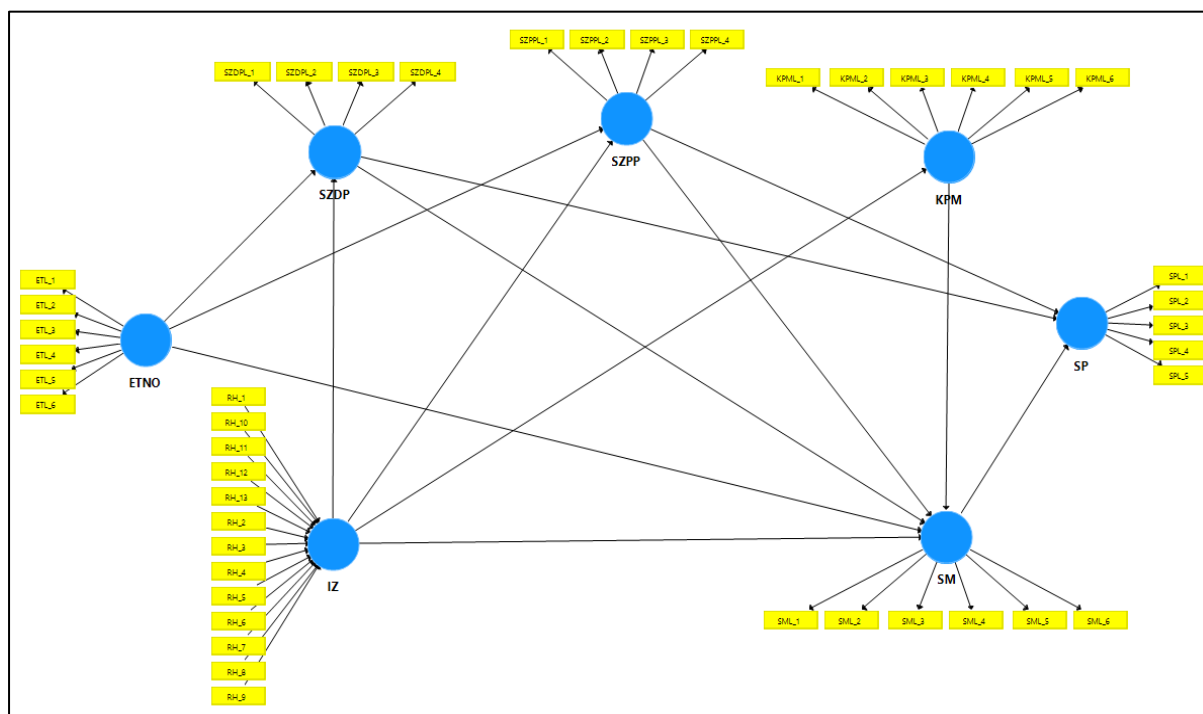 SZPPL_1
SZPPL_2
SZPPL_3
SZPPL_4
SZDPL_1
SZDPL_2
SZDPL_3
SZDPL_4
KPML_1
KPML_2
KPML_3
KPML_4
KPML_5
KPML_6
SZPP
SZDP
KPM
ETL_1
ETL_2
ETL_3
ETL_4
ETL_5
ETL_6
ETNO
SPL_1
SPL_2
SPL_3
SPL_4
SPL_5
SP
RH_1
RH_10
RH_11
RH_12
RH_13
RH_2
RH_3
RH_4
RH_5
RH_6
RH_7
RH_8
RH_9
IZ
SM
SML_1
SML_2
SML_3
SML_4
SML_5
SML_6